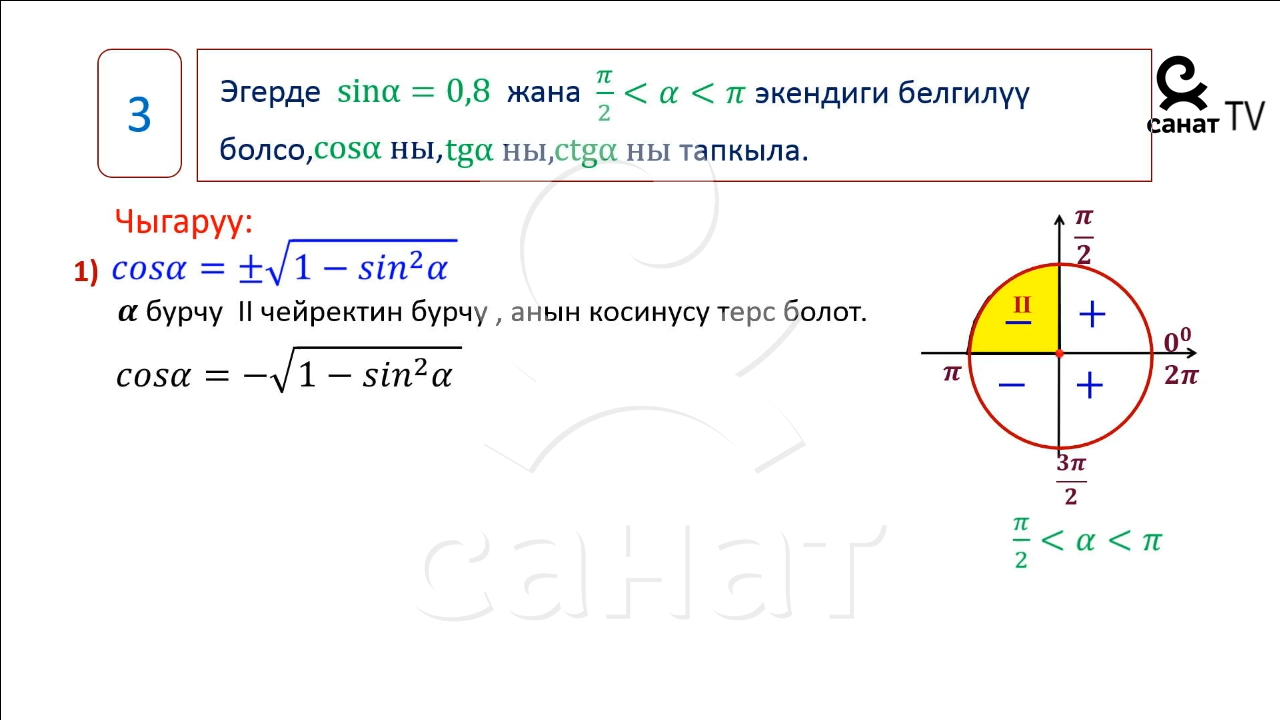 3
Эгерде sinα = 0,8 жана π/2 < α < π экендиги белгилүү
болсо,cosα ны,tgα ны,ctgα ны тапкыла.
санат TV
Чыгаруу:
1) cosα = ±√(1 − sin²α)
α бурчу II чейректин бурчу , анын косинусу терс болот.
cosα = −√(1 − sin²α)
π/2
II
− +
π
0⁰
2π
− +
3π/2
π/2 < α < π
санат